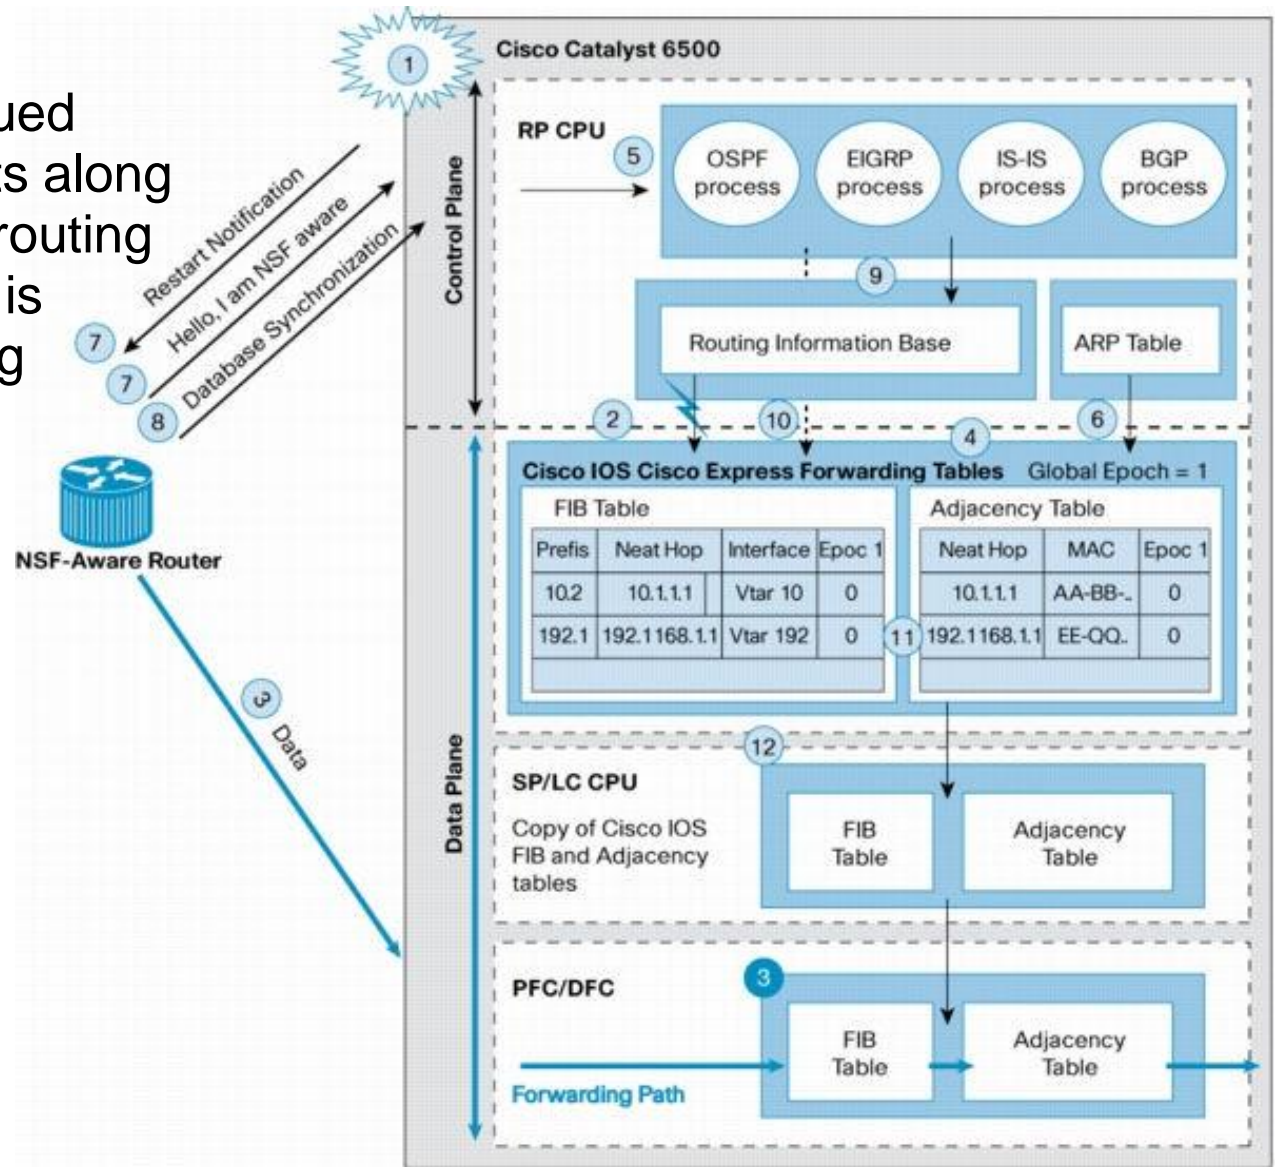 ued
ts along
routing
is
g
1
Cisco Catalyst 6500
RP CPU
5
OSPF
process
EIGRP
process
IS-IS
process
BGP
process
Control Plane
Restart Notification
Hello, I am NSF aware
Database Synchronization
7
7
8
9
Routing Information Base
ARP Table
2
10
4
6
Cisco IOS Cisco Express Forwarding Tables Global Epoch = 1
FIB Table
Prefis Neat Hop Interface Epoc 1
10.2 10.1.1.1 Vtar 10 0
192.1 192.1168.1.1 Vtar 192 0
Adjacency Table
Neat Hop MAC Epoc 1
10.1.1.1 AA-BB-.. 0
192.1168.1.1 EE-QQ.. 0
11
NSF-Aware Router
3
Data
Data Plane
12
SP/LC CPU
Copy of Cisco IOS
FIB and Adjacency
tables
FIB
Table
Adjacency
Table
PFC/DFC
3
FIB
Table
Adjacency
Table
Forwarding Path